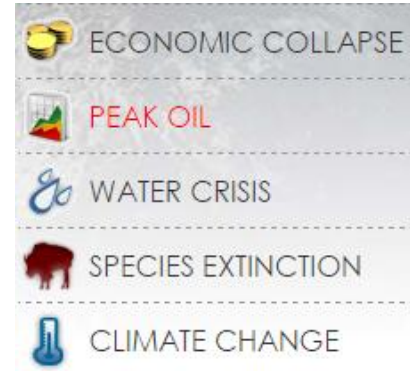 ECONOMIC COLLAPSE
PEAK OIL
WATER CRISIS
SPECIES EXTINCTION
CLIMATE CHANGE